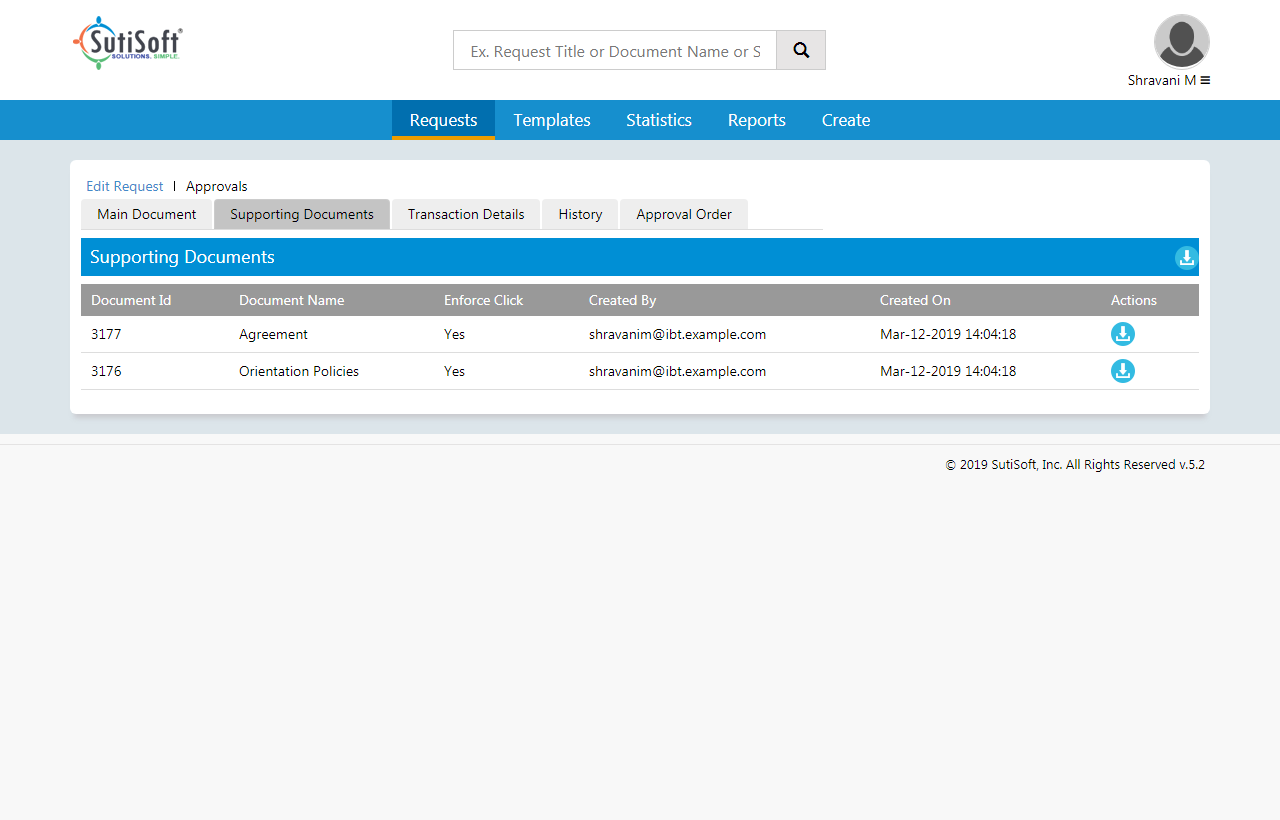 SutiSoft®
SOLUTIONS. SIMPLE.
Ex. Request Title or Document Name or S
Shravani M
Requests Templates Statistics Reports Create
Edit Request I Approvals
Main Document Supporting Documents Transaction Details History Approval Order
Supporting Documents
Document Id Document Name Enforce Click Created By Created On Actions
3177 Agreement Yes shravanim@ibt.example.com Mar-12-2019 14:04:18
3176 Orientation Policies Yes shravanim@ibt.example.com Mar-12-2019 14:04:18
© 2019 SutiSoft, Inc. All Rights Reserved v.5.2